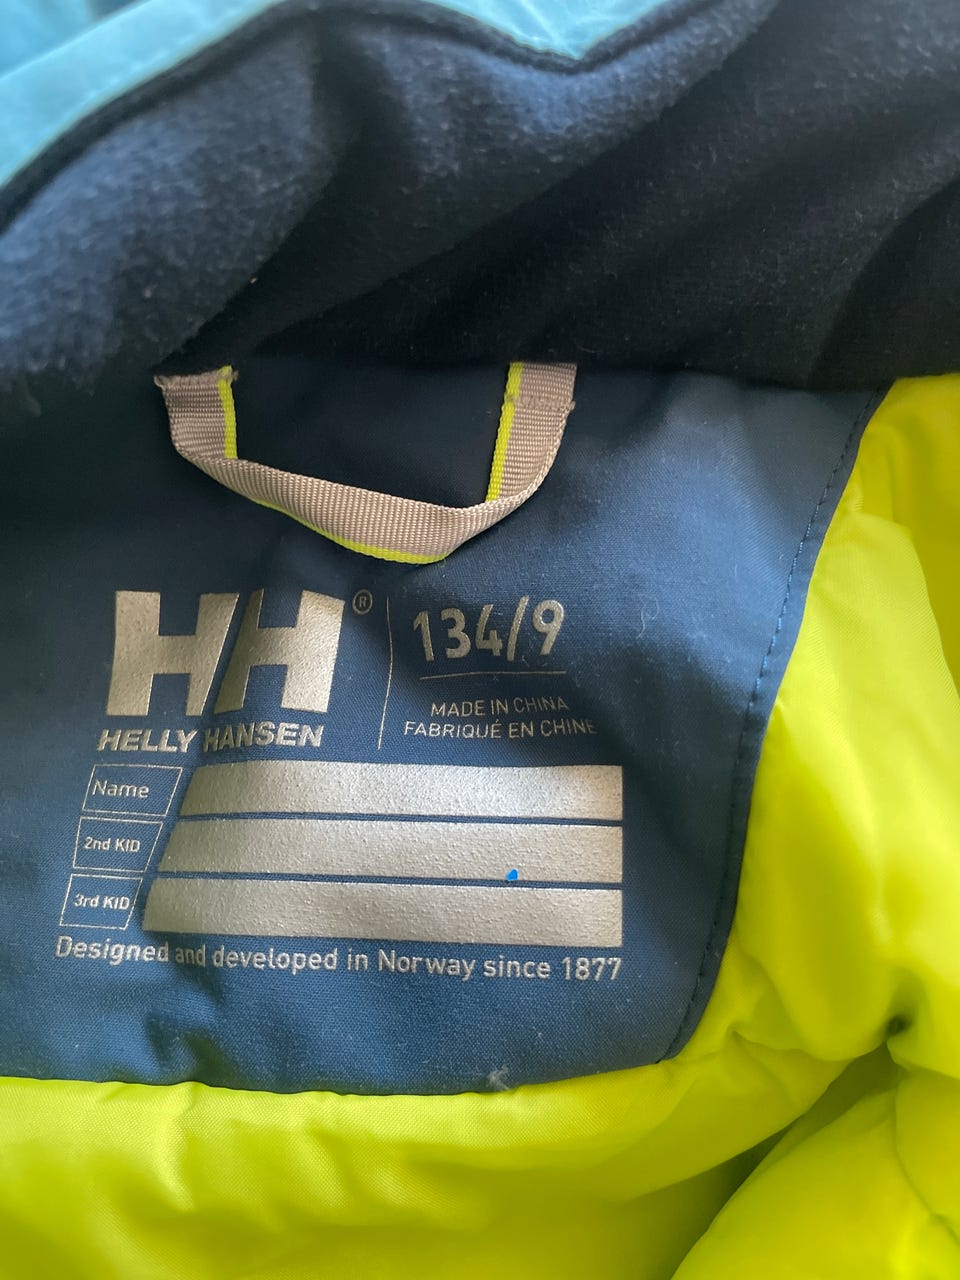 HH®
HELLY HANSEN
134/9
MADE IN CHINA
FABRIQUÉ EN CHINE
Name
2nd KID
3rd KID
Designed and developed in Norway since 1877